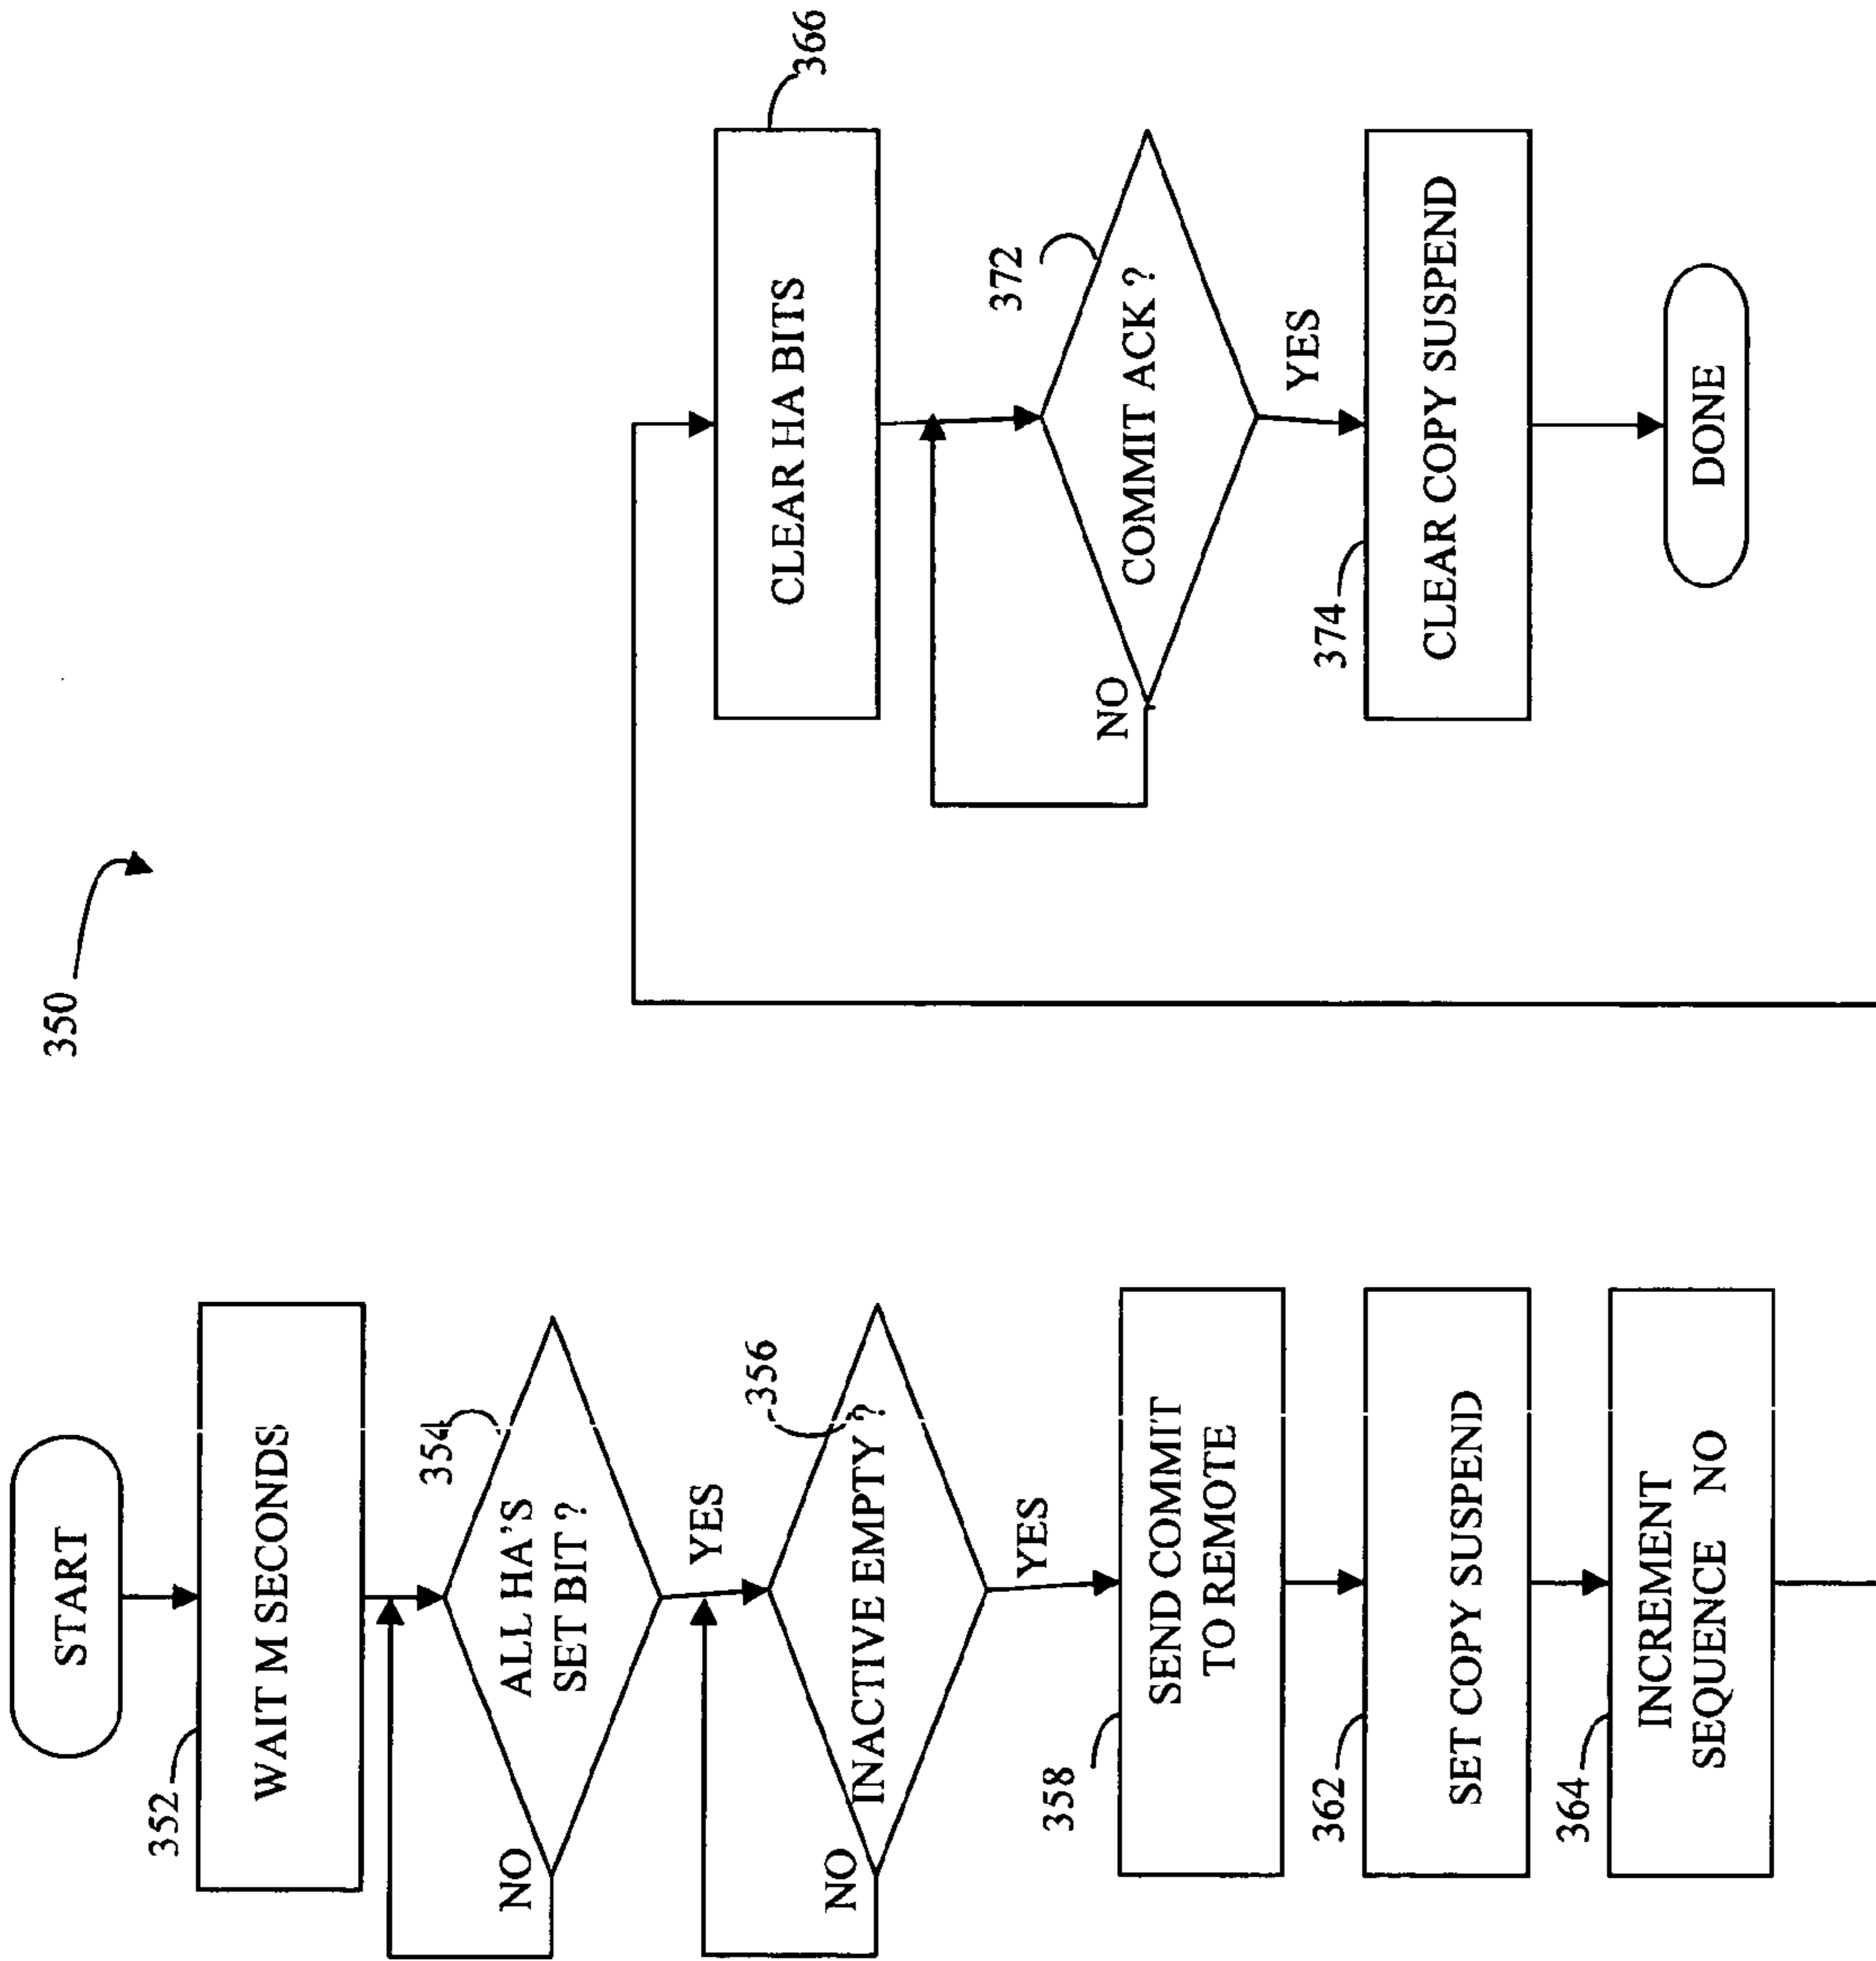 350
START
352
WAIT M SECONDS
354
ALL HA'S
SET BIT ?
NO
YES
356
INACTIVE EMPTY ?
NO
YES
358
SEND COMMIT
TO REMOTE
362
SET COPY SUSPEND
364
INCREMENT
SEQUENCE NO
366
CLEAR HA BITS
372
COMMIT ACK ?
NO
YES
374
CLEAR COPY SUSPEND
DONE